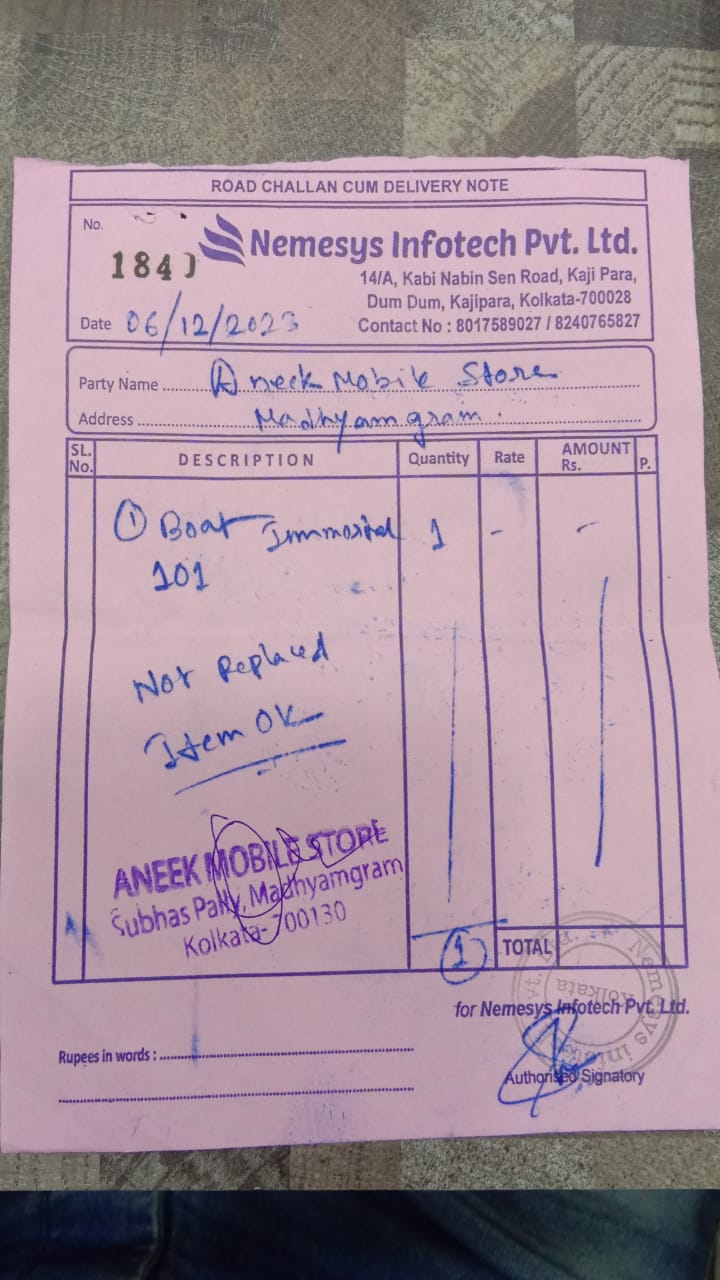 ROAD CHALLAN CUM DELIVERY NOTE
No.
184
Nemesys Infotech Pvt. Ltd.
14/A, Kabi Nabin Sen Road, Kaji Para,
Dum Dum, Kajipara, Kolkata-700028
Contact No : 8017589027 / 8240765827
Date 06/12/2023
Party Name Aneek Mobile Store
Address Madhyamgram.
SL. No. DESCRIPTION Quantity Rate AMOUNT Rs. P.
① Boat Immortal 1 - -
101
Not Replaced
Item OK
ANEEK MOBILE STORE
Subhas Pally, Madhyamgram
Kolkata-700130
1 TOTAL
Nemesys Infotech Pvt. Ltd.
Kolkata
for Nemesys Infotech Pvt. Ltd.
Rupees in words :
Authorised Signatory